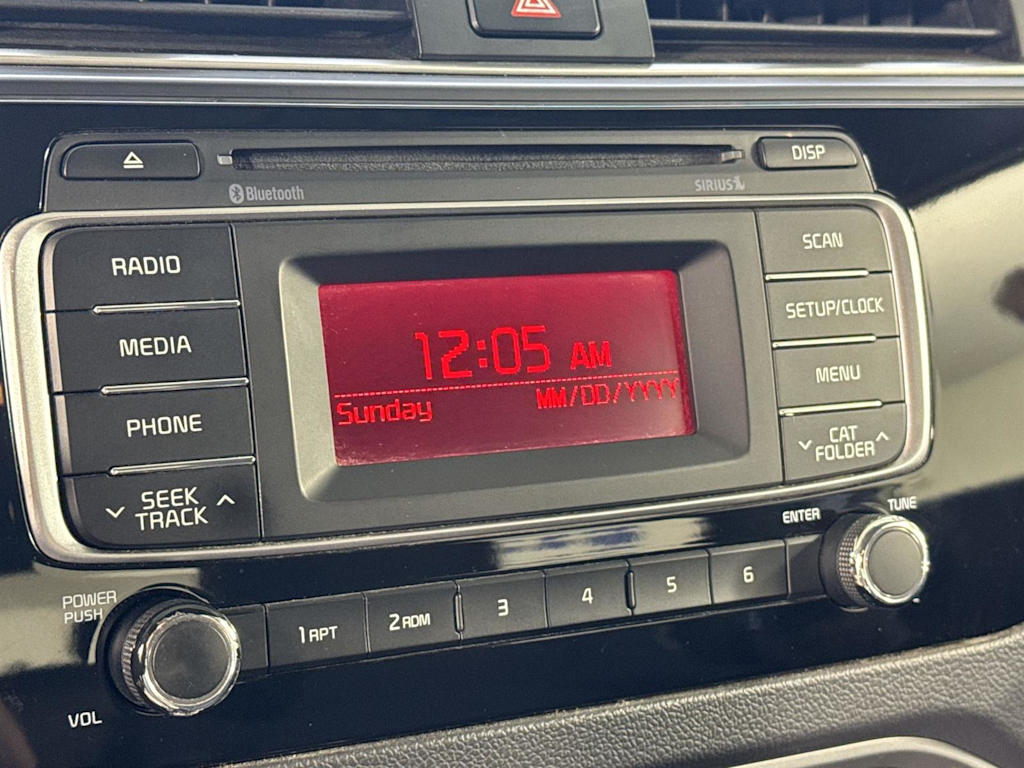 DISP
Bluetooth
SIRIUS
RADIO
MEDIA
PHONE
SEEK
TRACK
12:05 AM
Sunday MM/DD/YYYY
SCAN
SETUP/CLOCK
MENU
CAT
FOLDER
POWER
PUSH
VOL
1 RPT
2 RDM
3
4
5
6
ENTER
TUNE